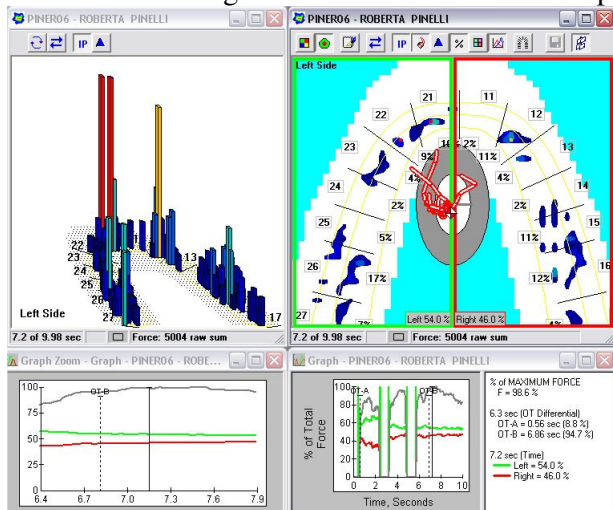 PINER06 - ROBERTA PINELLI
IP
22
24
25
26
27
13
17
Left Side
7.2 of 9.98 sec
Force: 5004 raw sum
PINER06 - ROBERTA PINELLI
IP
%
Left Side
21
11
22
12
23
13
24
14
25
15
26
16
27
2%
9%
11%
4%
4%
2%
2%
5%
11%
17%
12%
Left 54.0 %
Right 46.0 %
7.2 of 9.98 sec
Force: 5004 raw sum
Graph Zoom - Graph - PINER06 - ROBE...
100
75
50
25
0
OT-B
6.4
6.7
7.0
7.3
7.6
7.9
Graph - PINER06 - ROBERTA PINELLI
% of Total
Force
100
80
60
40
20
0
OT-A
OT-B
0
2
4
6
8
10
Time, Seconds
% of MAXIMUM FORCE
F = 98.6 %
6.3 sec (OT Differential)
OT-A = 0.56 sec (8.8 %)
OT-B = 6.86 sec (94.7 %)
7.2 sec (Time)
Left = 54.0 %
Right = 46.0 %